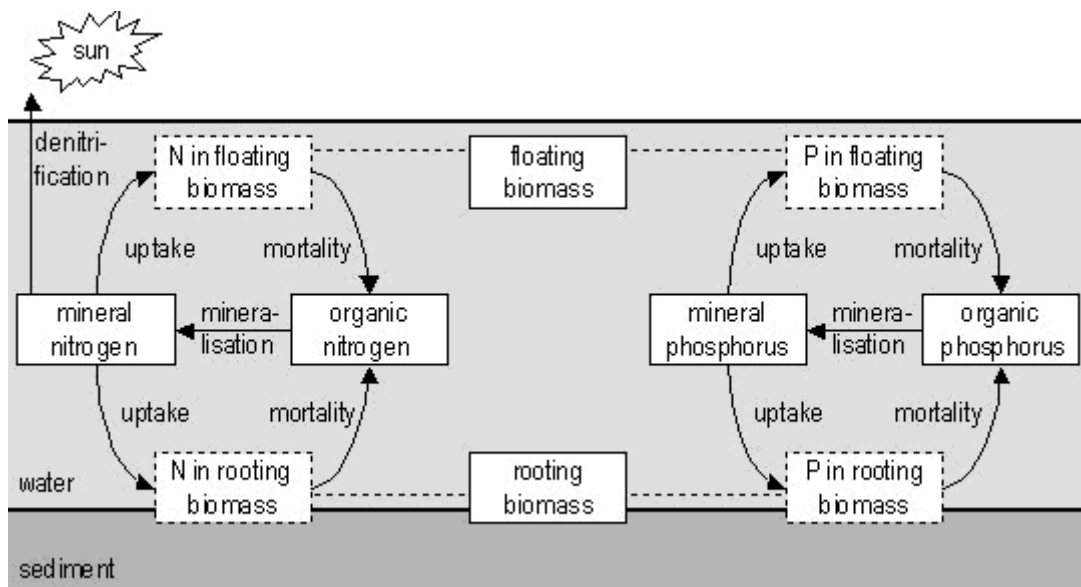 sun
denitri-
fication
N in floating
biomass
floating
biomass
P in floating
biomass
uptake
mortality
uptake
mortality
mineral
nitrogen
minera-
lisation
organic
nitrogen
mineral
phosphorus
minera-
lisation
organic
phosphorus
uptake
mortality
uptake
mortality
water
N in rooting
biomass
rooting
biomass
P in rooting
biomass
sediment